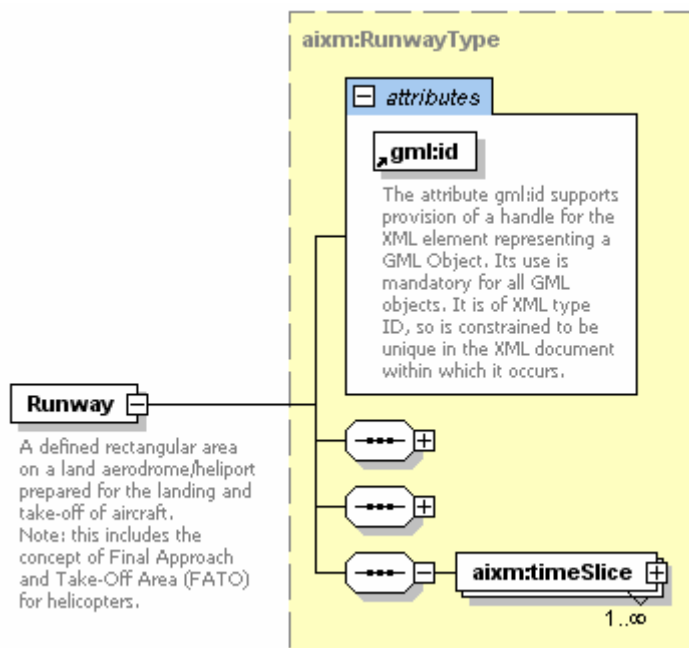 aixm:RunwayType
attributes
gml:id
The attribute gml:id supports
provision of a handle for the
XML element representing a
GML Object. Its use is
mandatory for all GML
objects. It is of XML type
ID, so is constrained to be
unique in the XML document
within which it occurs.
Runway
A defined rectangular area
on a land aerodrome/heliport
prepared for the landing and
take-off of aircraft.
Note: this includes the
concept of Final Approach
and Take-Off Area (FATO)
for helicopters.
aixm:timeSlice
1..∞